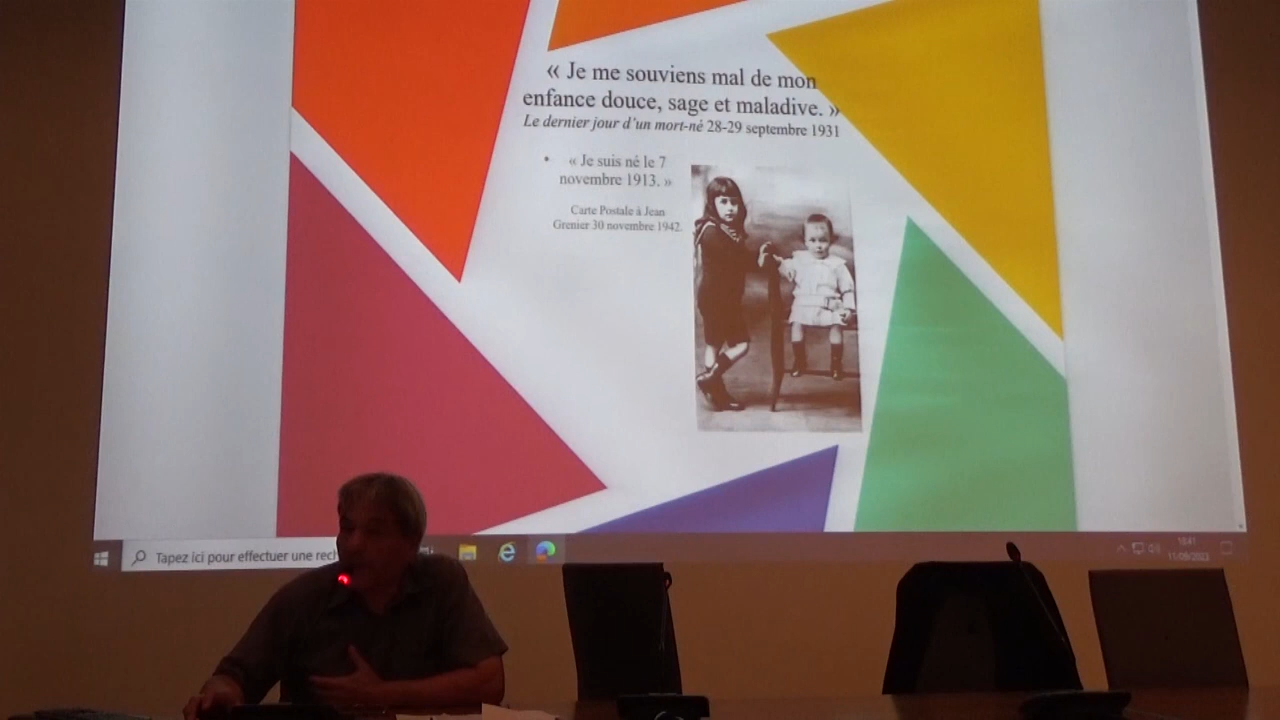 « Je me souviens mal de mon
enfance douce, sage et maladive. »
Le dernier jour d'un mort-né 28-29 septembre 1931
• « Je suis né le 7
novembre 1913. »
Carte Postale à Jean
Grenier 30 novembre 1942.
Tapez ici pour effectuer une rec